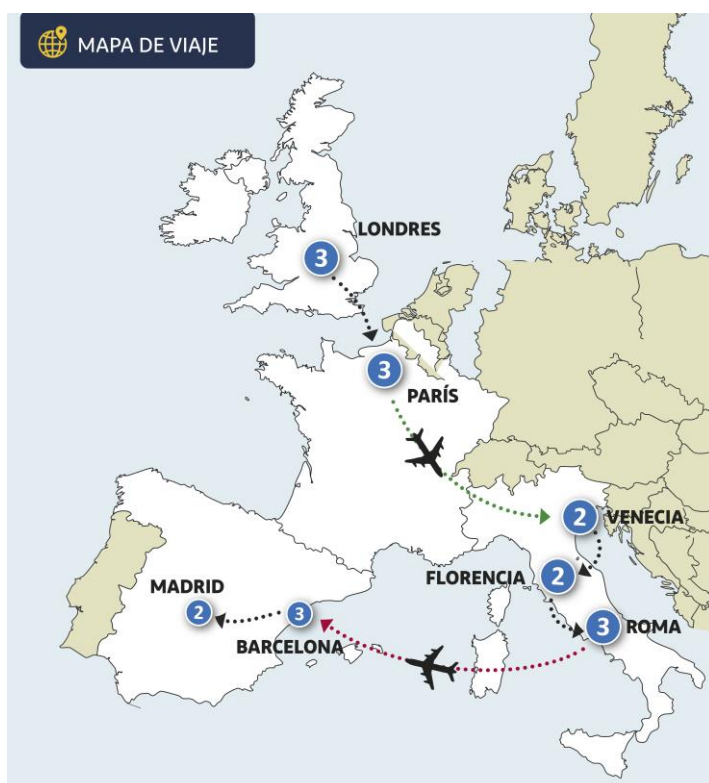 MAPA DE VIAJE
LONDRES
3
3
PARÍS
2 VENECIA
FLORENCIA 2
3 ROMA
MADRID
2
3
BARCELONA